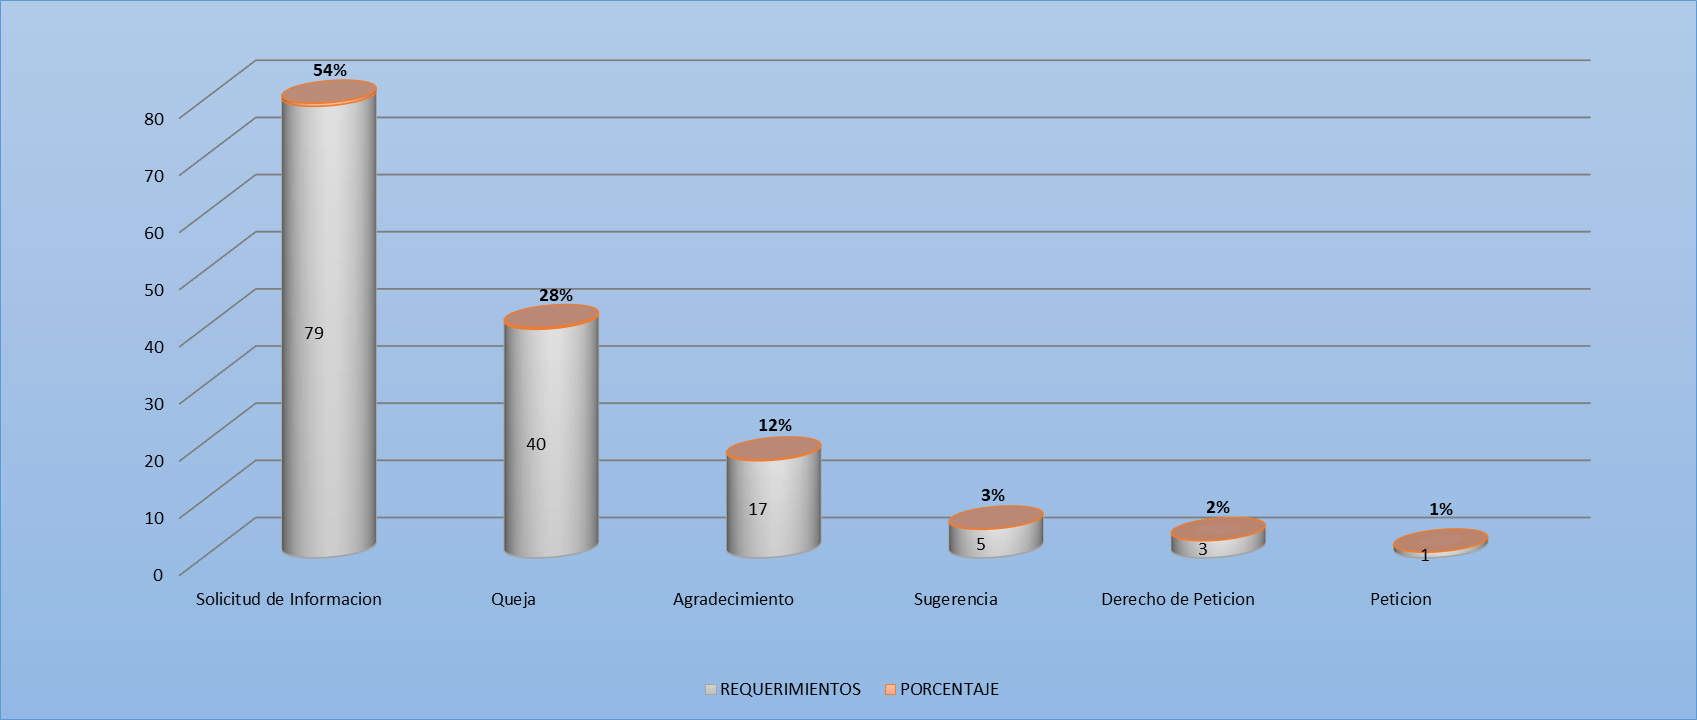 54%
80
70
60
50
40
30
20
10
0
79
28%
40
12%
17
3%
5
2%
3
1%
1
Solicitud de Informacion
Queja
Agradecimiento
Sugerencia
Derecho de Peticion
Peticion
REQUERIMIENTOS
PORCENTAJE